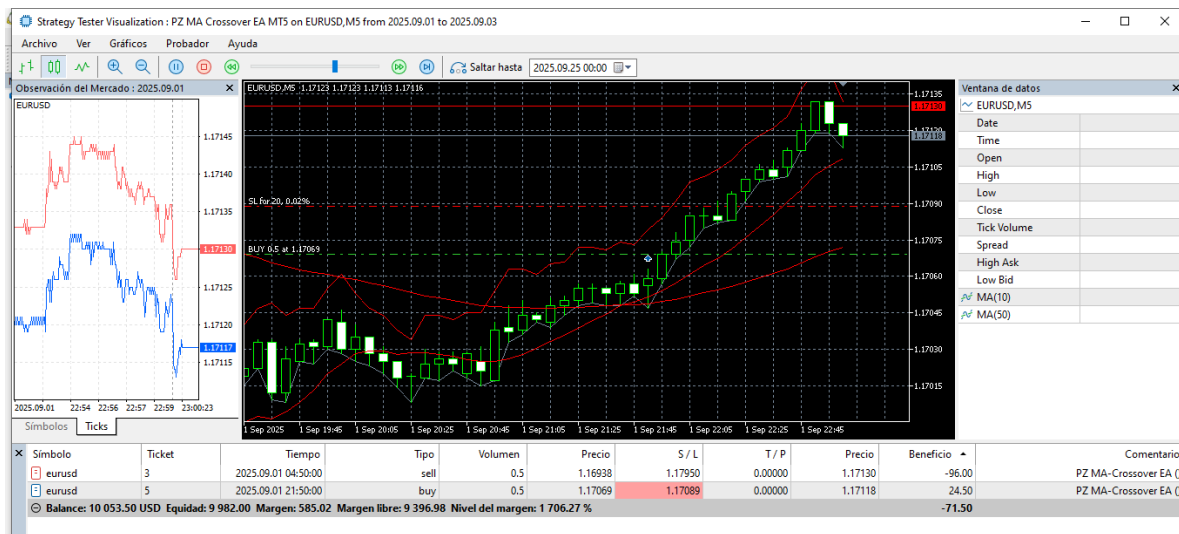 Strategy Tester Visualization : PZ MA Crossover EA MT5 on EURUSD,M5 from 2025.09.01 to 2025.09.03
Archivo Ver Gráficos Probador Ayuda
Saltar hasta 2025.09.25 00:00
Observación del Mercado : 2025.09.01
EURUSD
1.17145
1.17140
1.17135
1.17130
1.17125
1.17120
1.17117
1.17115
2025.09.01 22:54 22:56 22:57 22:59 23:00:23
Símbolos Ticks
EURUSD,M5 1.17123 1.17123 1.17113 1.17116
SL for 20, 0.02%
BUY 0.5 at 1.17069
1.17135
1.17130
1.17120
1.17118
1.17105
1.17090
1.17075
1.17060
1.17045
1.17030
1.17015
1 Sep 2025 1 Sep 19:45 1 Sep 20:05 1 Sep 20:25 1 Sep 20:45 1 Sep 21:05 1 Sep 21:25 1 Sep 21:45 1 Sep 22:05 1 Sep 22:25 1 Sep 22:45
Ventana de datos
EURUSD,M5
Date
Time
Open
High
Low
Close
Tick Volume
Spread
High Ask
Low Bid
MA(10)
MA(50)
Símbolo Ticket Tiempo Tipo Volumen Precio S / L T / P Precio Beneficio Comentario
eurusd 3 2025.09.01 04:50:00 sell 0.5 1.16938 1.17950 0.00000 1.17130 -96.00 PZ MA-Crossover EA (
eurusd 5 2025.09.01 21:50:00 buy 0.5 1.17069 1.17089 0.00000 1.17118 24.50 PZ MA-Crossover EA (
Balance: 10 053.50 USD Equidad: 9 982.00 Margen: 585.02 Margen libre: 9 396.98 Nivel del margen: 1 706.27 % -71.50